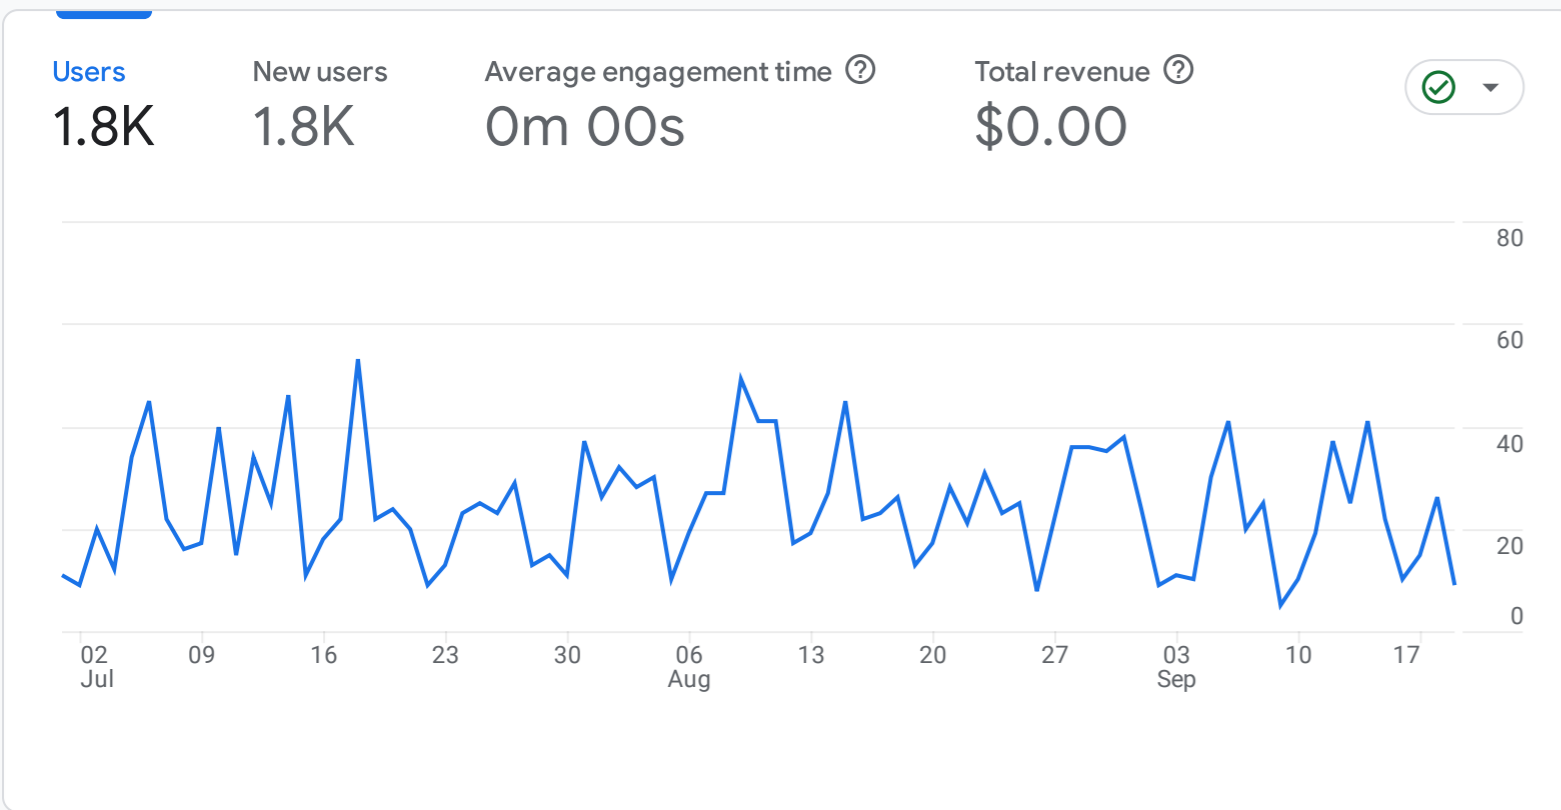 Users
1.8K
New users
1.8K
Average engagement time
0m 00s
Total revenue
$0.00
80
60
40
20
0
02 09 16 23 30 06 13 20 27 03 10 17
Jul Aug Sep